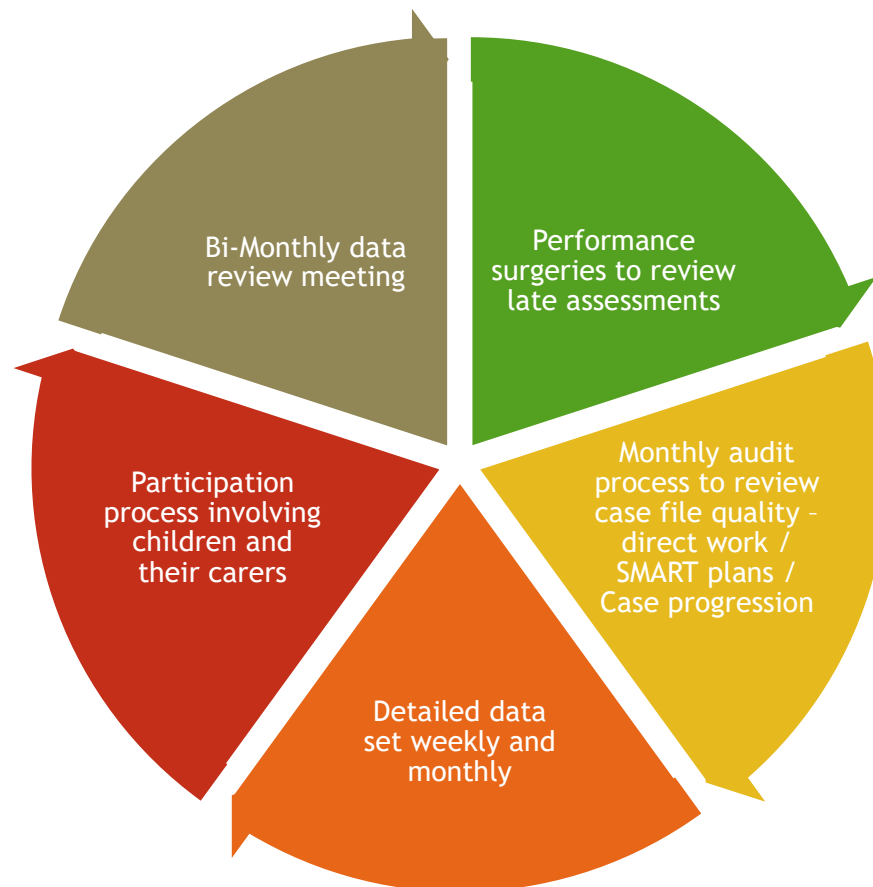 Bi-Monthly data
review meeting
Performance
surgeries to review
late assessments
Monthly audit
process to review
case file quality –
direct work /
SMART plans /
Case progression
Detailed data
set weekly and
monthly
Participation
process involving
children and
their carers